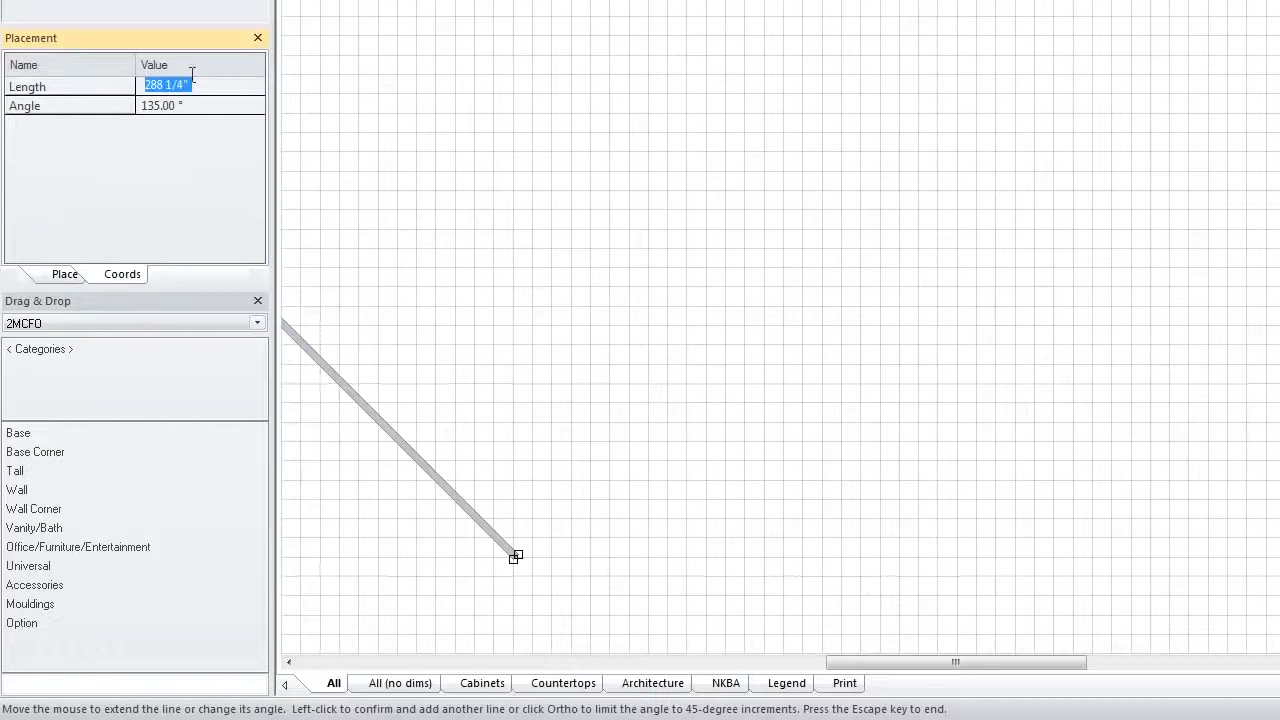 Placement
Name Value
Length 288 1/4"
Angle 135.00 °
Place Coords
Drag & Drop
2MCFO
< Categories >
Base
Base Corner
Tall
Wall
Wall Corner
Vanity/Bath
Office/Furniture/Entertainment
Universal
Accessories
Mouldings
Option
All All (no dims) Cabinets Countertops Architecture NKBA Legend Print
Move the mouse to extend the line or change its angle. Left-click to confirm and add another line or click Ortho to limit the angle to 45-degree increments. Press the Escape key to end.